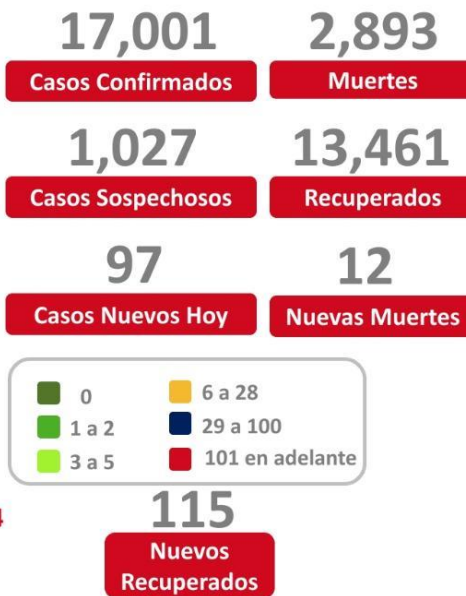 17,001 2,893
Casos Confirmados Muertes
1,027 13,461
Casos Sospechosos Recuperados
97 12
Casos Nuevos Hoy Nuevas Muertes
0 6 a 28
1 a 2 29 a 100
3 a 5 101 en adelante
115
Nuevos
Recuperados